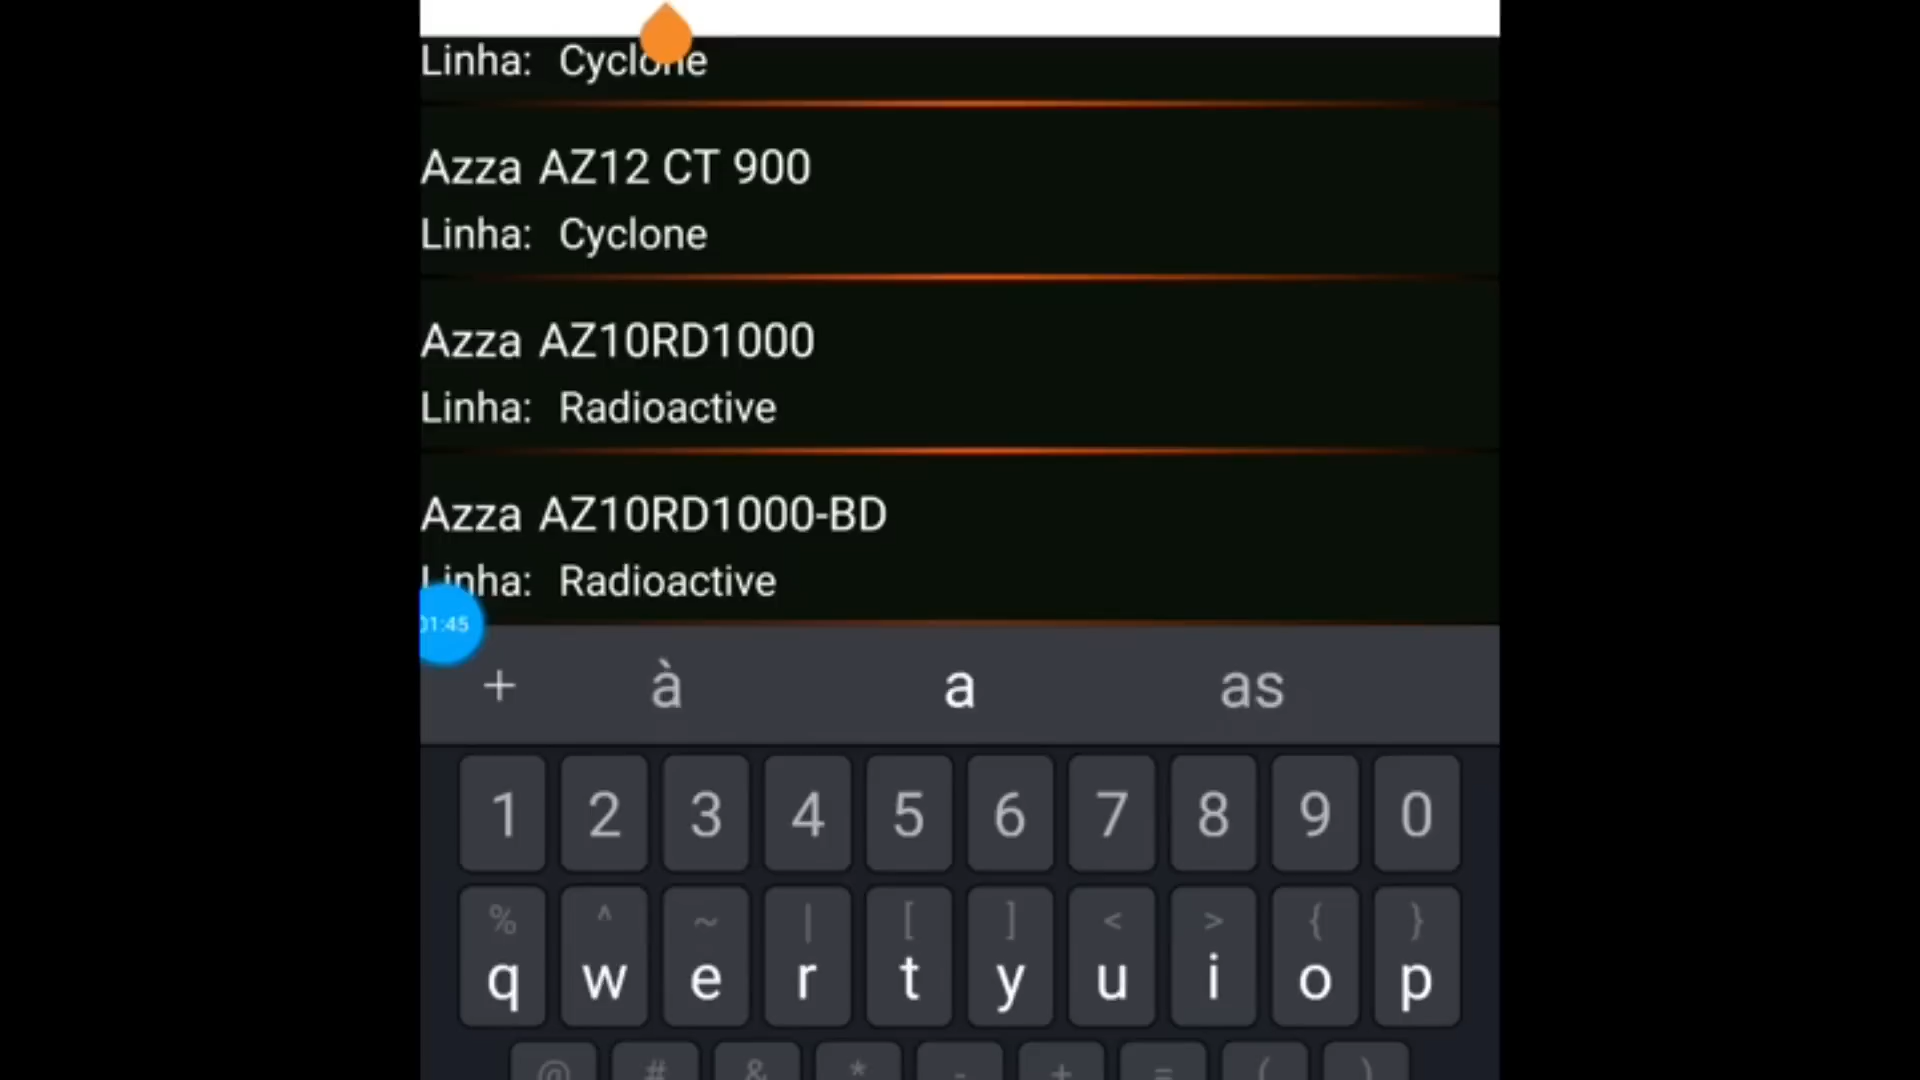 Linha: Cyclone
Azza AZ12 CT 900
Linha: Cyclone
Azza AZ10RD1000
Linha: Radioactive
Azza AZ10RD1000-BD
Linha: Radioactive
01:45
+ à a as
1 2 3 4 5 6 7 8 9 0
% ^ ~ | [ ] < > { }
q w e r t y u i o p
@ # & * - + = ( )